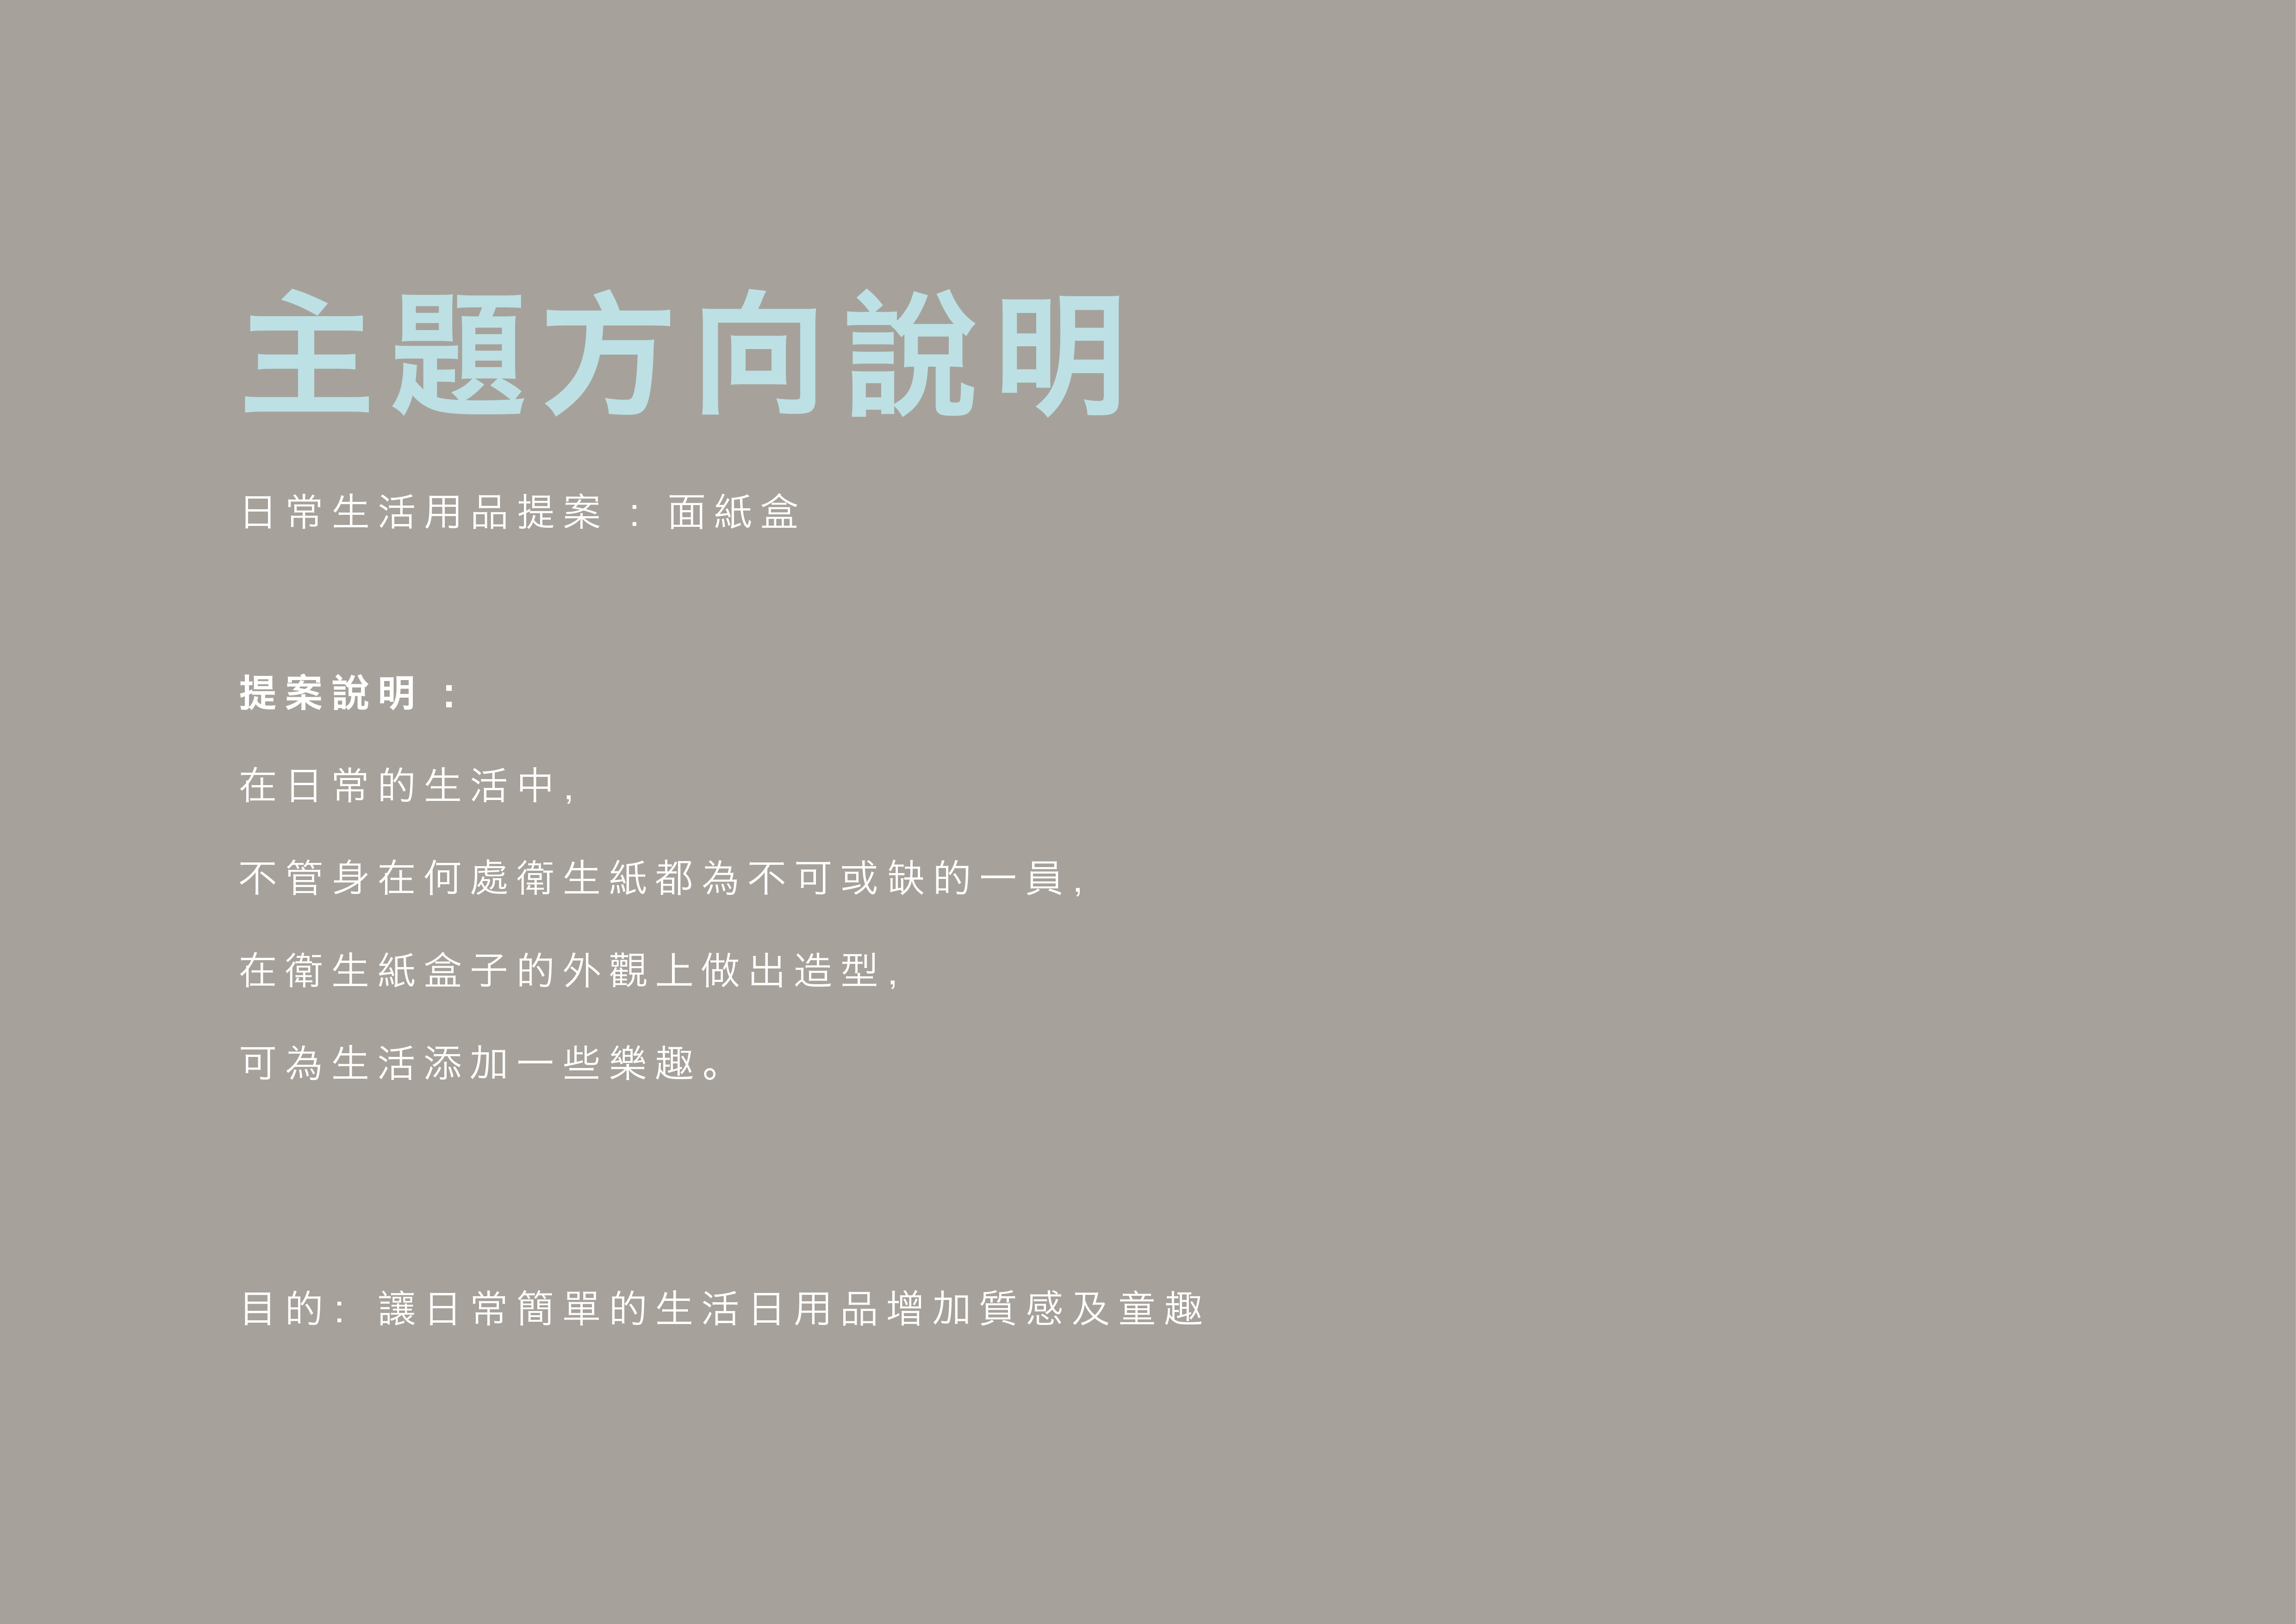 主題方向說明
日常生活用品提案 : 面紙盒
提案說明 :
在日常的生活中,
不管身在何處衛生紙都為不可或缺的一員,
在衛生紙盒子的外觀上做出造型,
可為生活添加一些樂趣。
目的: 讓日常簡單的生活日用品增加質感及童趣